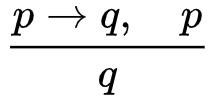 p → q,  p
q